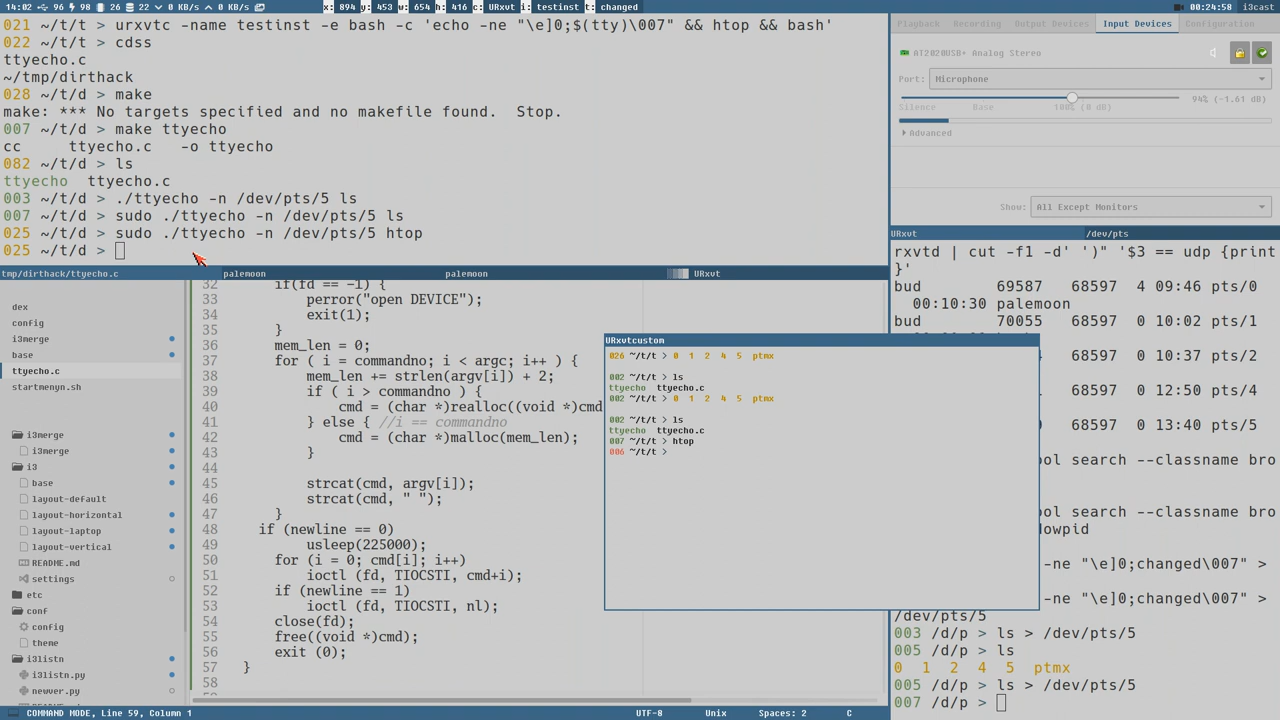 14:02 96 98 26 22 0 KB/s 0 KB/s x: 894 y: 453 w: 654 h: 416 c: URxvt i: testinst t: changed 00:24:58 i3cast
021 ~/t/t > urxvtc -name testinst -e bash -c 'echo -ne "\e]0;$(tty)\007" && htop && bash'
022 ~/t/t > cdss
ttyecho.c
~/tmp/dirthack
028 ~/t/d > make
make: *** No targets specified and no makefile found.  Stop.
007 ~/t/d > make ttyecho
cc     ttyecho.c   -o ttyecho
082 ~/t/d > ls
ttyecho  ttyecho.c
003 ~/t/d > ./ttyecho -n /dev/pts/5 ls
007 ~/t/d > sudo ./ttyecho -n /dev/pts/5 ls
025 ~/t/d > sudo ./ttyecho -n /dev/pts/5 htop
025 ~/t/d >
Playback Recording Output Devices Input Devices Configuration
AT2020USB+ Analog Stereo
Port: Microphone
94% (-1.61 dB)
Silence Base 100% (0 dB)
Advanced
Show: All Except Monitors
tmp/dirthack/ttyecho.c palemoon palemoon URxvt
dex
config
i3merge
base
ttyecho.c
startmenyn.sh
i3merge
i3merge
i3
base
layout-default
layout-horizontal
layout-laptop
layout-vertical
README.md
settings
etc
conf
config
theme
i3listn
i3listn.py
newver.py
32 if(fd == -1) {
33 perror("open DEVICE");
34 exit(1);
35 }
36 mem_len = 0;
37 for ( i = commandno; i < argc; i++ ) {
38 mem_len += strlen(argv[i]) + 2;
39 if ( i > commandno ) {
40 cmd = (char *)realloc((void *)cmd
41 } else { //i == commandno
42 cmd = (char *)malloc(mem_len);
43 }
44
45 strcat(cmd, argv[i]);
46 strcat(cmd, " ");
47 }
48 if (newline == 0)
49 usleep(225000);
50 for (i = 0; cmd[i]; i++)
51 ioctl (fd, TIOCSTI, cmd+i);
52 if (newline == 1)
53 ioctl (fd, TIOCSTI, nl);
54 close(fd);
55 free((void *)cmd);
56 exit (0);
57 }
58
URxvtcustom
026 ~/t/t > 0  1  2  4  5  ptmx
002 ~/t/t > ls
ttyecho  ttyecho.c
002 ~/t/t > 0  1  2  4  5  ptmx
002 ~/t/t > ls
ttyecho  ttyecho.c
007 ~/t/t > htop
006 ~/t/t >
URxvt /dev/pts
rxvtd | cut -f1 -d' ')" '$3 == udp {print
}'
bud 69587 68597 4 09:46 pts/0
00:10:30 palemoon
bud 70055 68597 0 10:02 pts/1
68597 0 10:37 pts/2
68597 0 12:50 pts/4
68597 0 13:40 pts/5
ool search --classname bro
ool search --classname bro
dowpid
-ne "\e]0;changed\007" >
-ne "\e]0;changed\007" >
/dev/pts/5
003 /d/p > ls > /dev/pts/5
005 /d/p > ls
0  1  2  4  5  ptmx
005 /d/p > ls > /dev/pts/5
007 /d/p >
COMMAND MODE, Line 59, Column 1 UTF-8 Unix Spaces: 2 C